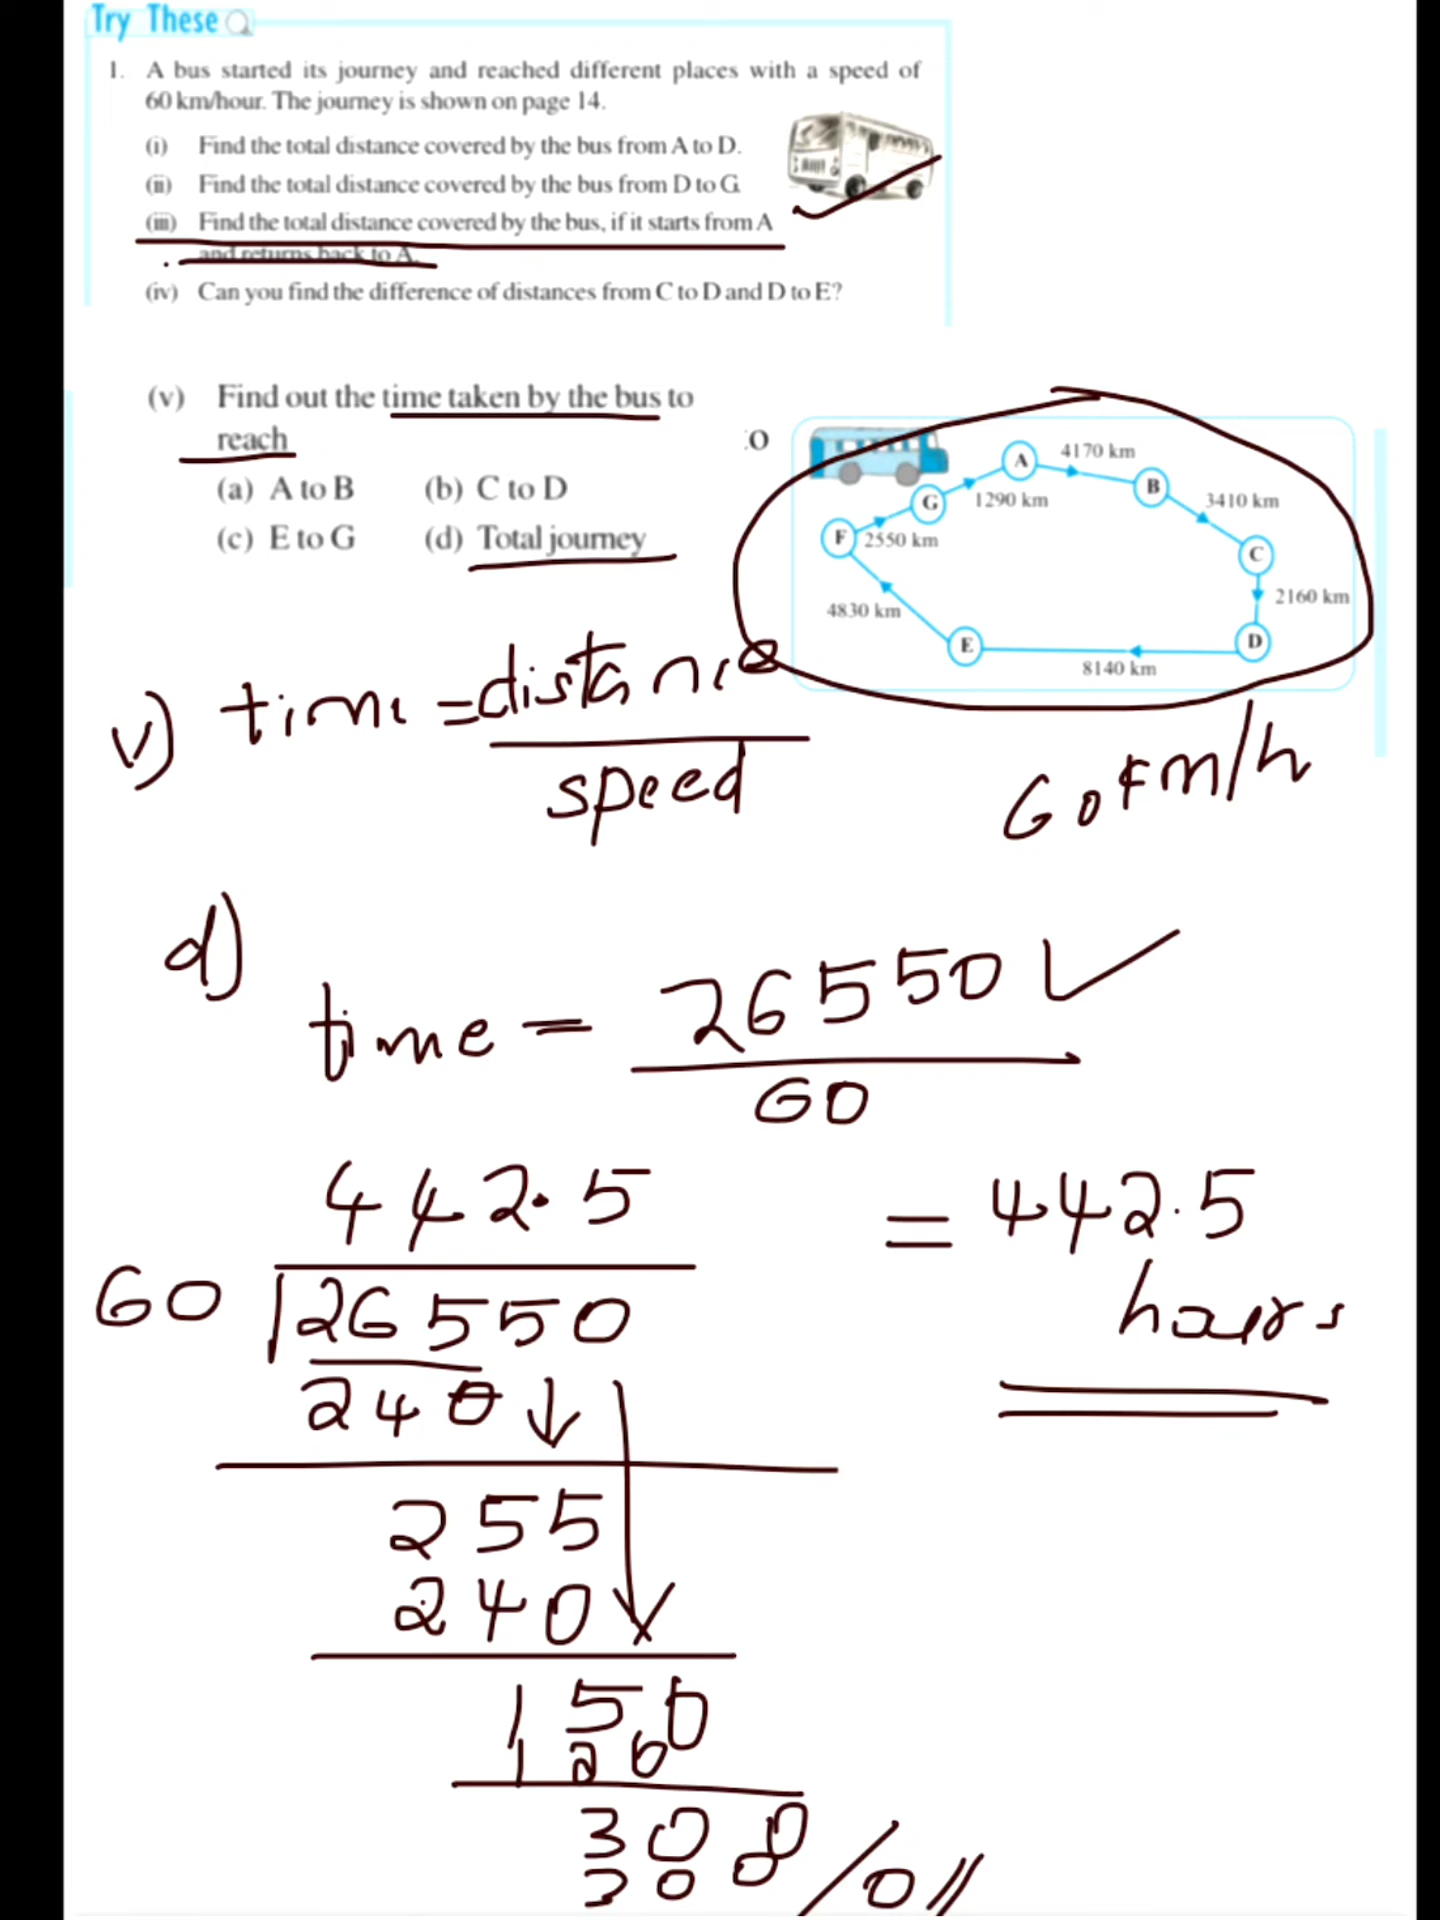 Try These
1. A bus started its journey and reached different places with a speed of
60 km/hour. The journey is shown on page 14.
(i) Find the total distance covered by the bus from A to D.
(ii) Find the total distance covered by the bus from D to G
(iii) Find the total distance covered by the bus, if it starts from A
and returns back to A.
(iv) Can you find the difference of distances from C to D and D to E?
(v) Find out the time taken by the bus to
reach
(a) A to B (b) C to D
(c) E to G (d) Total journey
A 4170 km
B
G 1290 km 3410 km
F 2550 km
C
2160 km
4830 km
E D
8140 km
v) time = distance
speed
60 km/h
d)
time = 26550
60
442.5
= 442.5
60 26550
hours
240
255
240
150
120
300
300
0